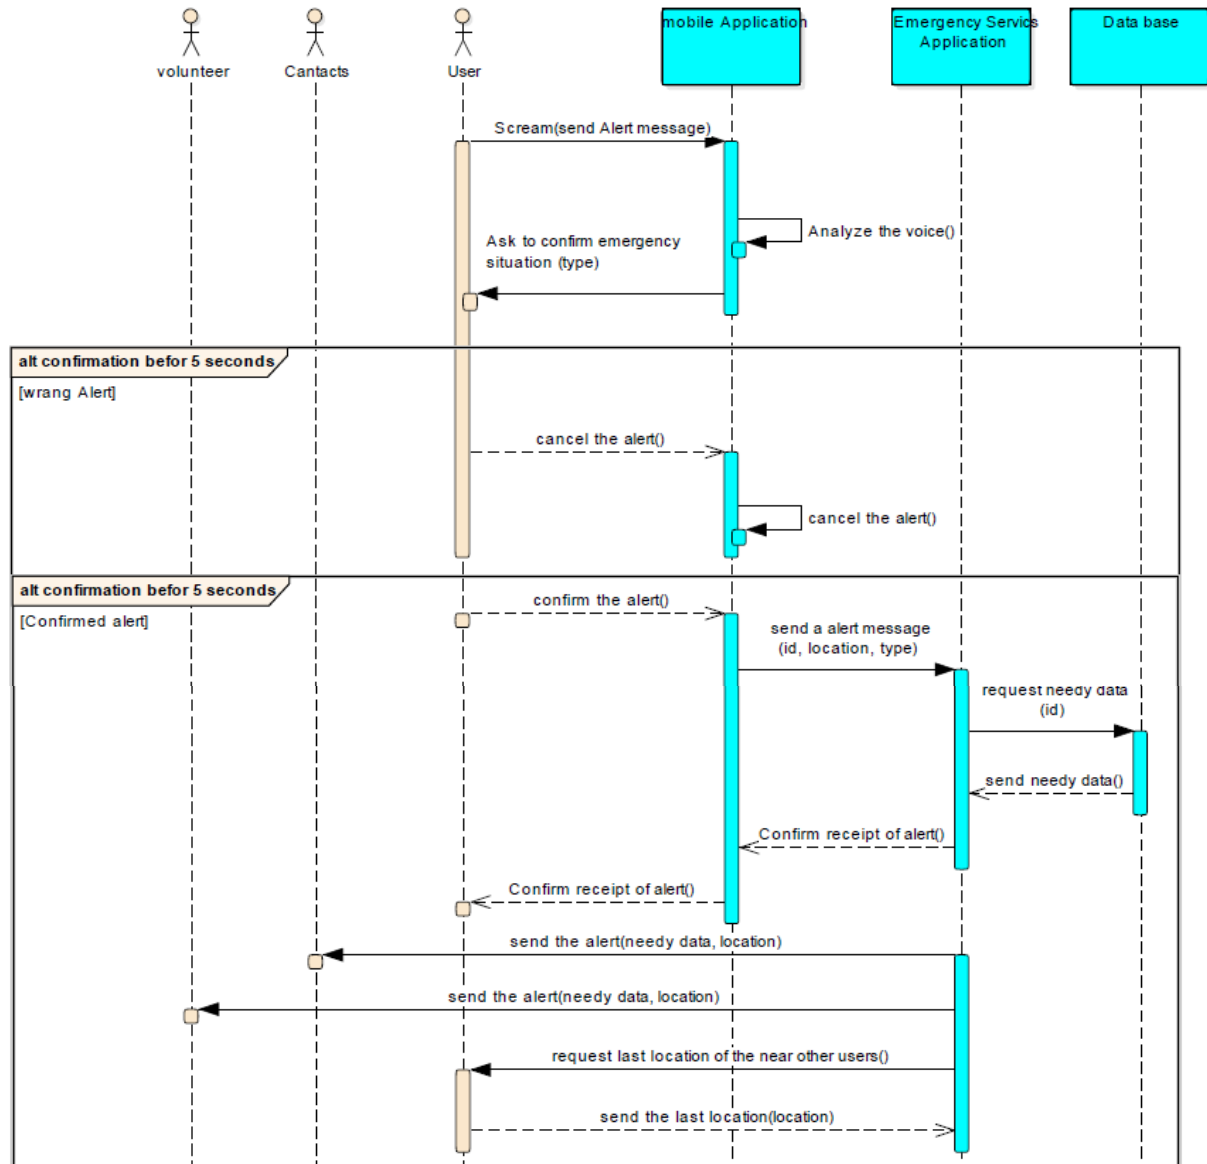 mobile Application
Emergency Servics
Application
Data base
volunteer
Cantacts
User
Scream(send Alert message)
Analyze the voice()
Ask to confirm emergency
situation (type)
alt confirmation befor 5 seconds
[wrang Alert]
cancel the alert()
cancel the alert()
alt confirmation befor 5 seconds
[Confirmed alert]
confirm the alert()
send a alert message
(id, location, type)
request needy data
(id)
send needy data()
Confirm receipt of alert()
Confirm receipt of alert()
send the alert(needy data, location)
send the alert(needy data, location)
request last location of the near other users()
send the last location(location)